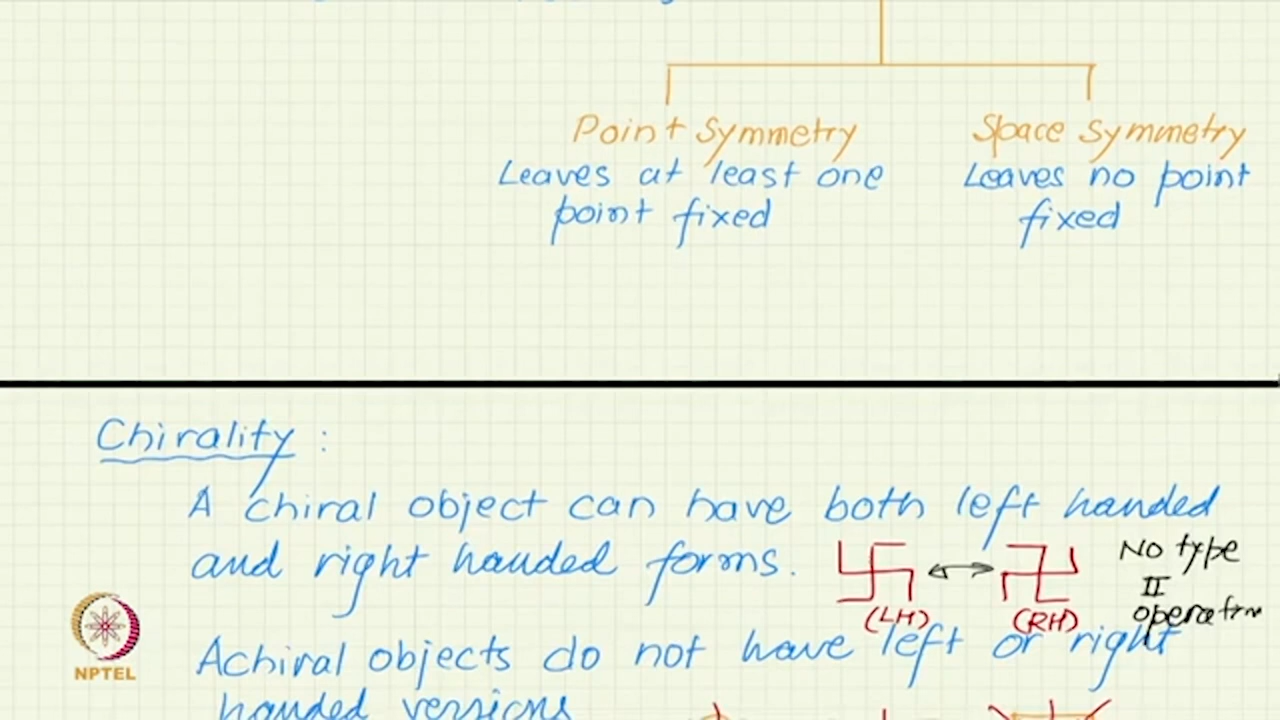 Point Symmetry
Leaves at least one
point fixed
Space Symmetry
Leaves no point
fixed
Chirality :
A chiral object can have both left handed
and right handed forms.
(LH)
(RH)
No type
II
operation
Achiral objects do not have left or right
handed versions
NPTEL